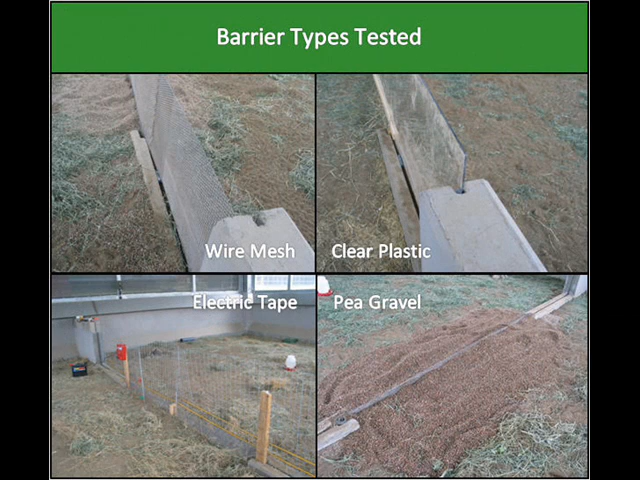 Barrier Types Tested
Wire Mesh
Clear Plastic
Electric Tape
Pea Gravel